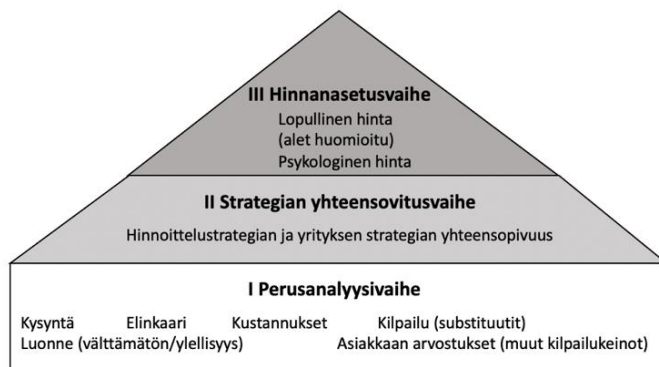 III Hinnanasetusvaihe
Lopullinen hinta
(alet huomioitu)
Psykologinen hinta
II Strategian yhteensovitusvaihe
Hinnoittelustrategian ja yrityksen strategian yhteensopivuus
I Perusanalyysivaihe
Kysyntä Elinkaari Kustannukset Kilpailu (substituutit)
Luonne (välttämätön/ylellisyys) Asiakkaan arvostukset (muut kilpailukeinot)